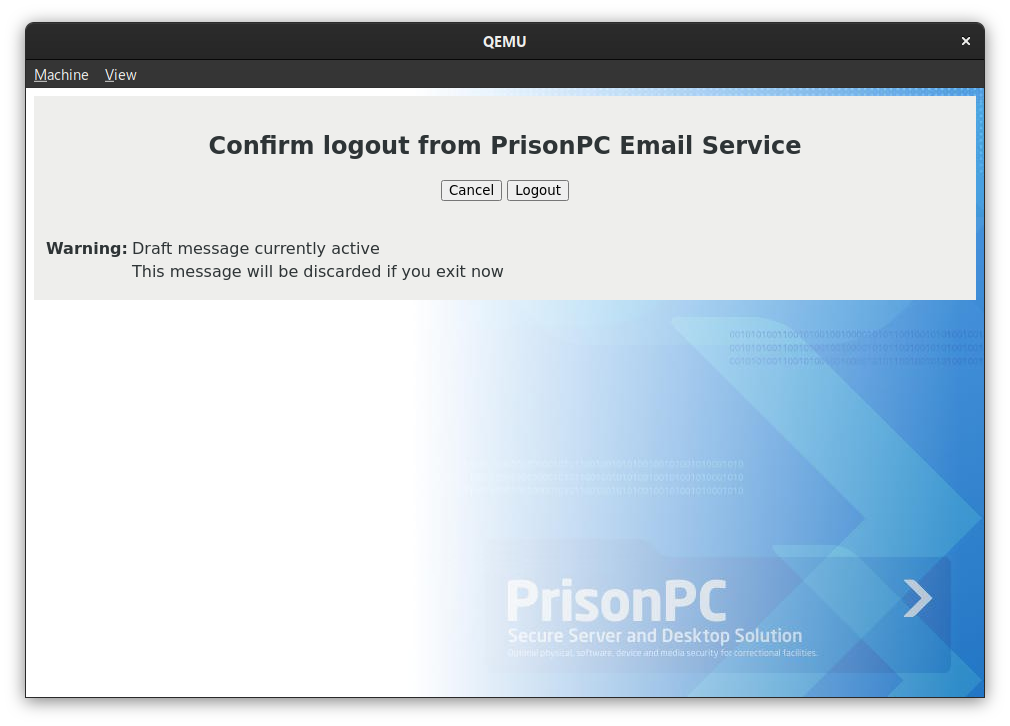 QEMU
Machine View
Confirm logout from PrisonPC Email Service
Cancel Logout
Warning: Draft message currently active
This message will be discarded if you exit now
PrisonPC
Secure Server and Desktop Solution
physical, software, device and media security for correctional facilities.